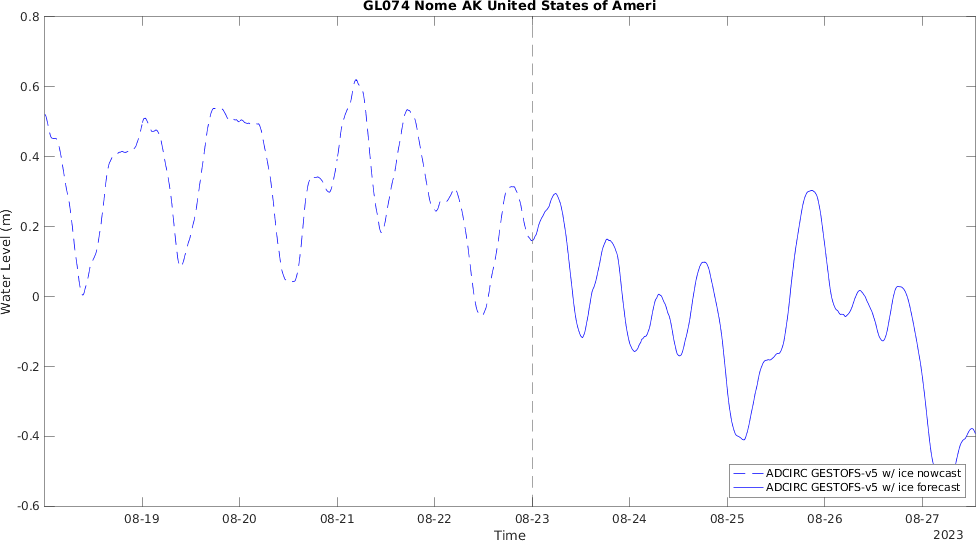 GL074 Nome AK United States of Ameri
Water Level (m)
0.8
0.6
0.4
0.2
0
-0.2
-0.4
-0.6
ADCIRC GESTOFS-v5 w/ ice nowcast
ADCIRC GESTOFS-v5 w/ ice forecast
08-19 08-20 08-21 08-22 08-23 08-24 08-25 08-26 08-27
Time
2023